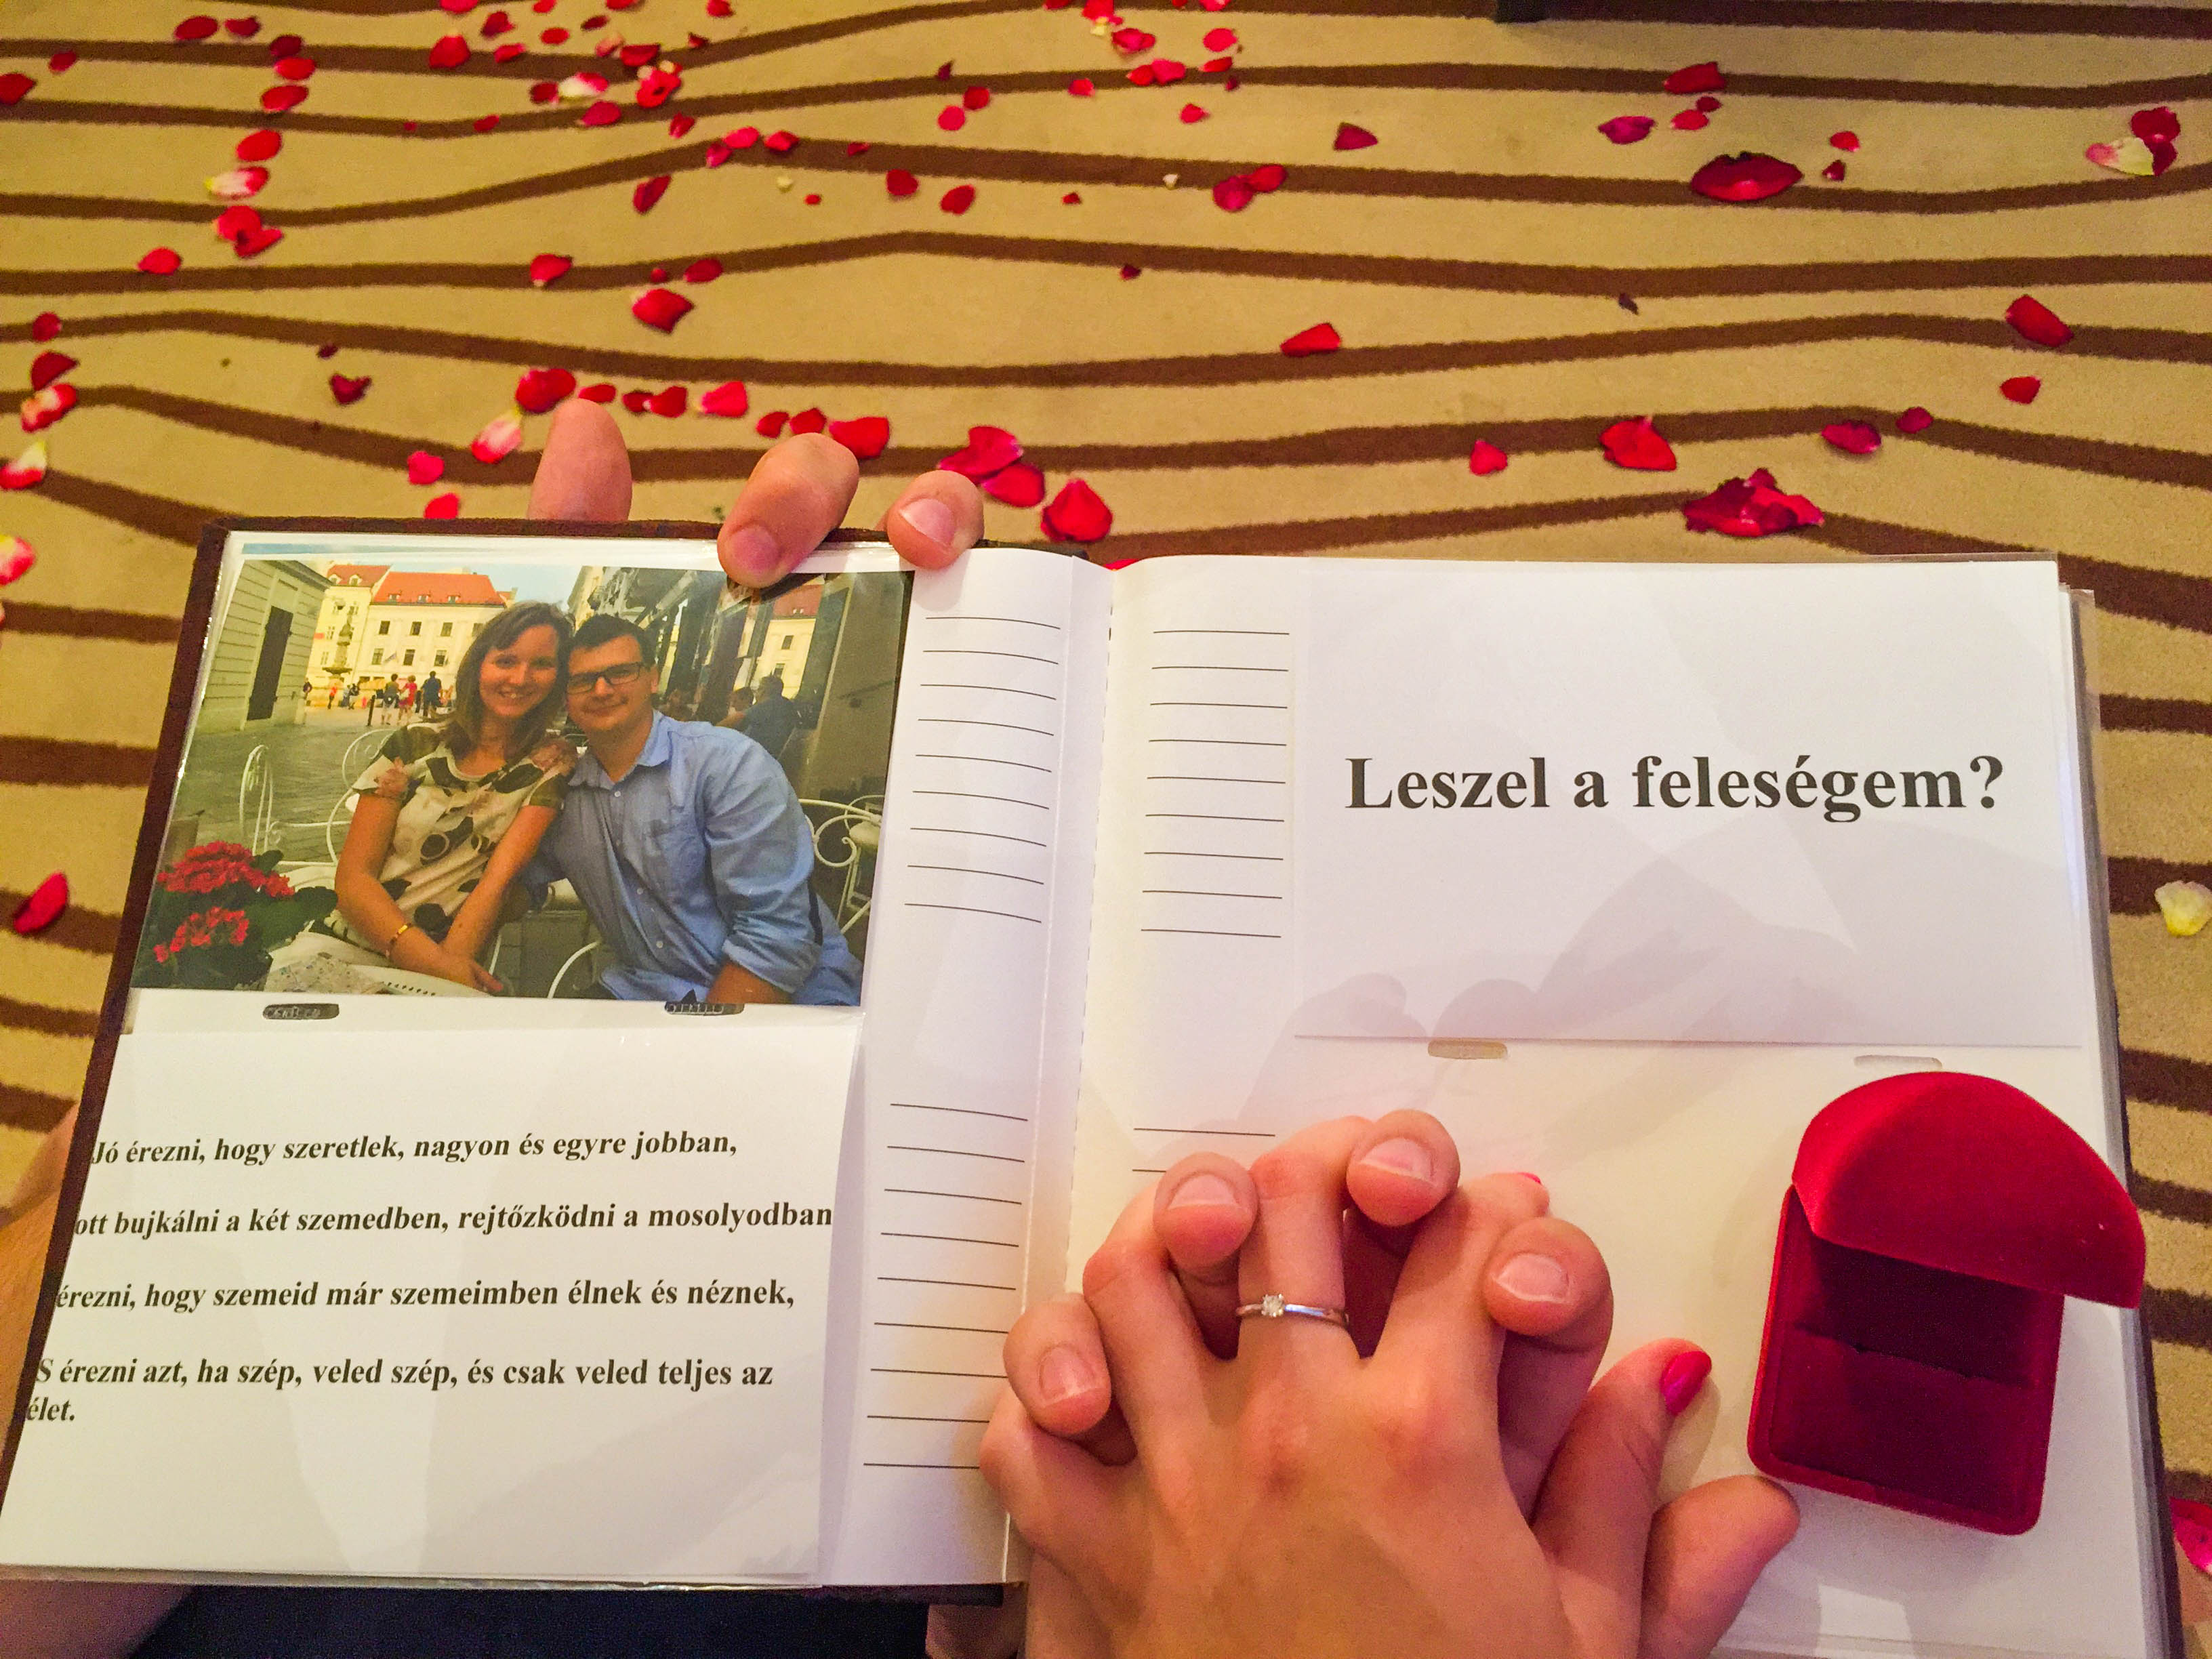 Jó érezni, hogy szeretlek, nagyon és egyre jobban,
ott bujkálni a két szemedben, rejtőzködni a mosolyodban
érezni, hogy szemeid már szemeimben élnek és néznek,
S érezni azt, ha szép, veled szép, és csak veled teljes az
élet.
Leszel a feleségem?